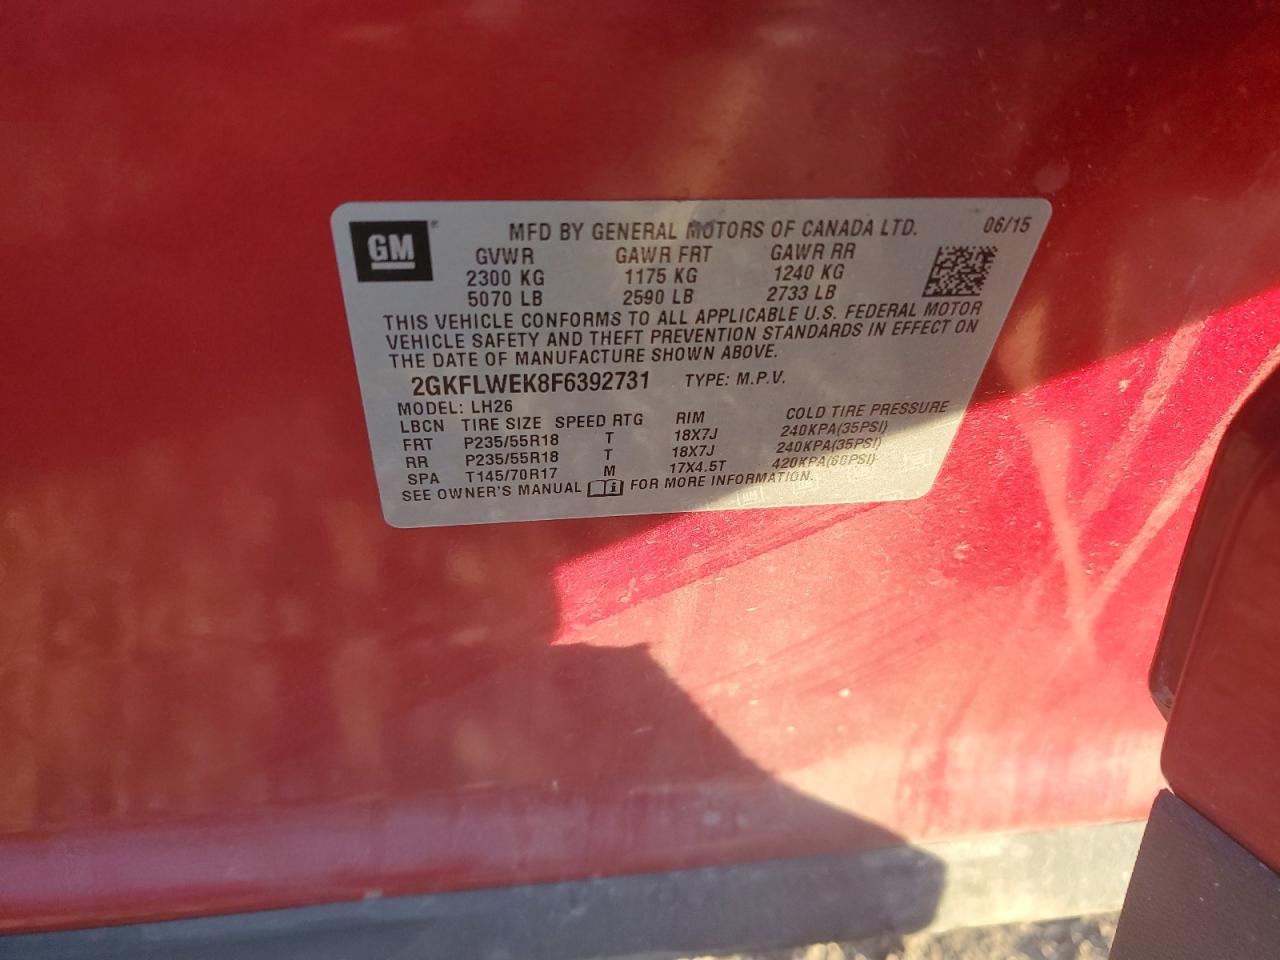 GM ® MFD BY GENERAL MOTORS OF CANADA LTD. 06/15
GVWR GAWR FRT GAWR RR
2300 KG 1175 KG 1240 KG
5070 LB 2590 LB 2733 LB
THIS VEHICLE CONFORMS TO ALL APPLICABLE U.S. FEDERAL MOTOR
VEHICLE SAFETY AND THEFT PREVENTION STANDARDS IN EFFECT ON
THE DATE OF MANUFACTURE SHOWN ABOVE.
2GKFLWEK8F6392731 TYPE: M.P.V.
MODEL: LH26
LBCN TIRE SIZE SPEED RTG RIM COLD TIRE PRESSURE
FRT P235/55R18 T 18X7J 240KPA(35PSI)
RR P235/55R18 T 18X7J 240KPA(35PSI)
SPA T145/70R17 M 17X4.5T 420KPA(60PSI)
SEE OWNER'S MANUAL FOR MORE INFORMATION.